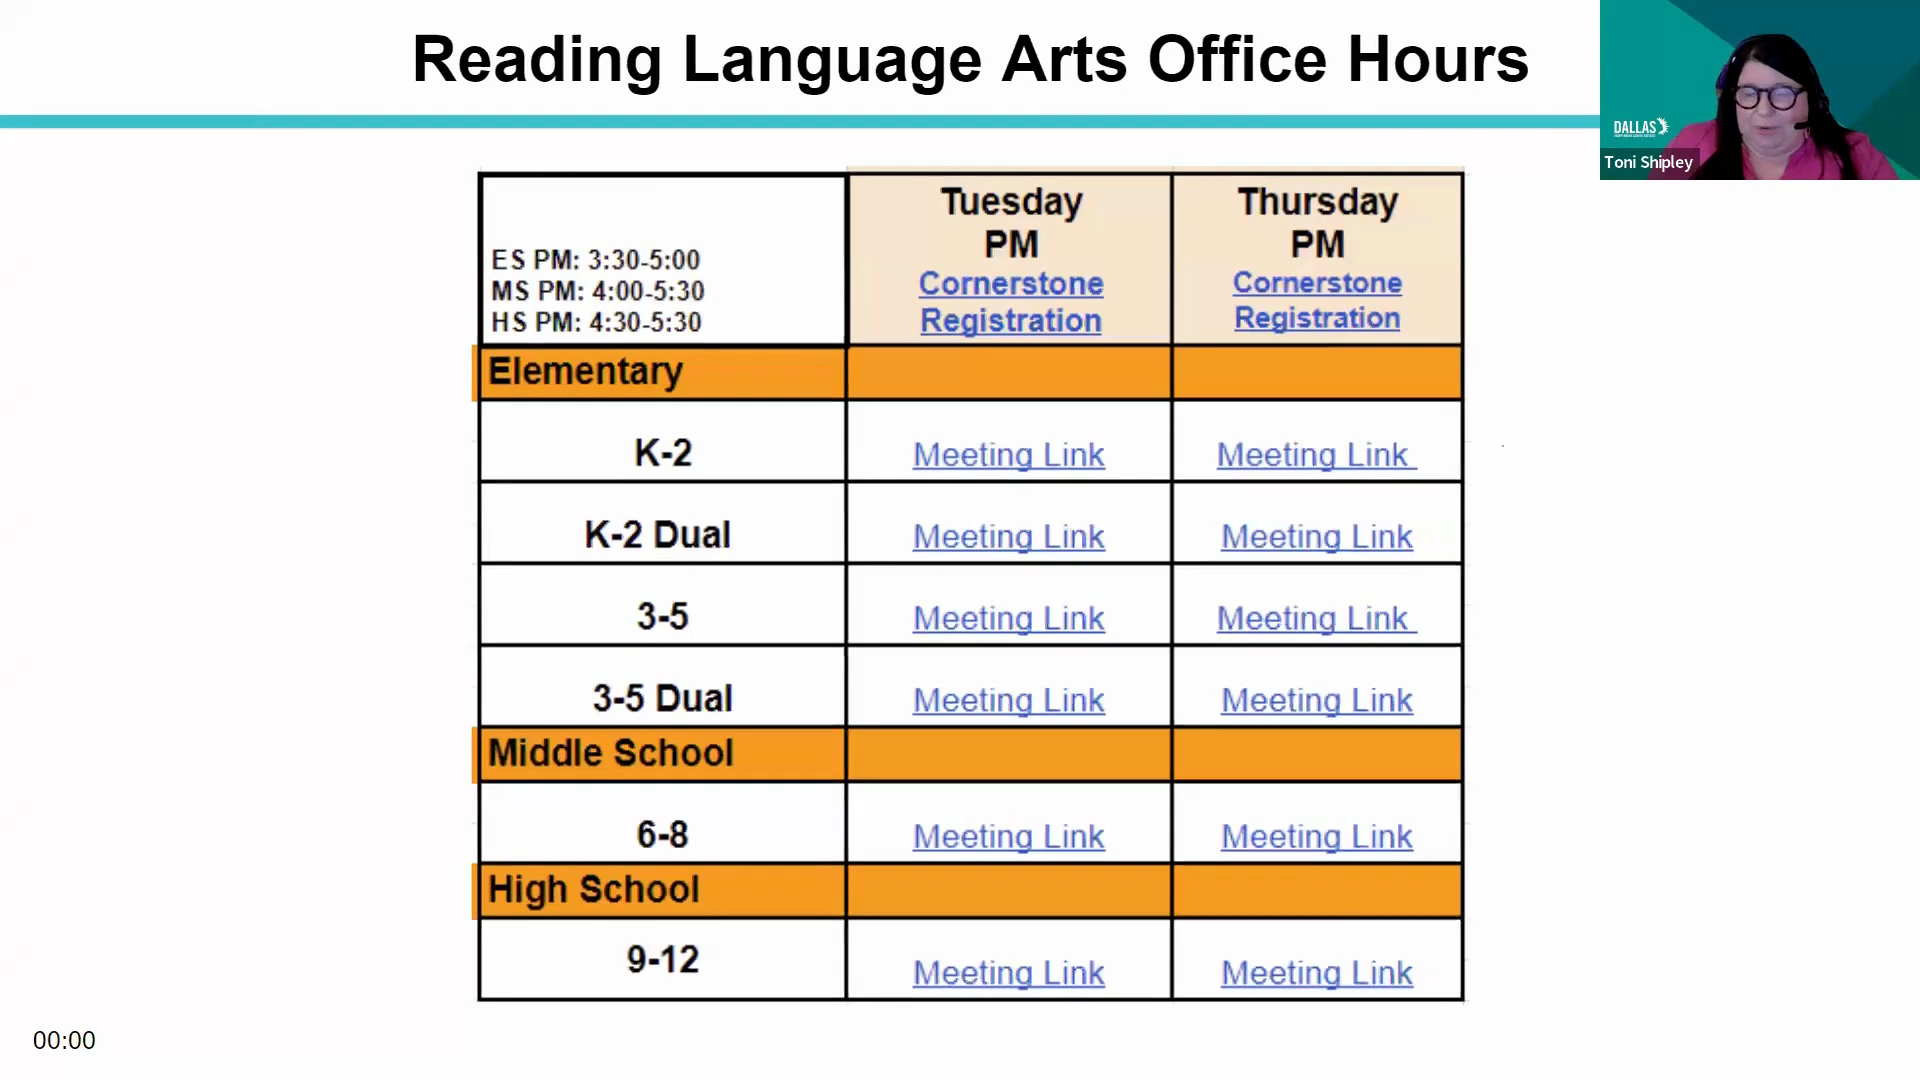 Reading Language Arts Office Hours
DALLAS
Toni Shipley
ES PM: 3:30-5:00
MS PM: 4:00-5:30
HS PM: 4:30-5:30
Tuesday
PM
Cornerstone
Registration
Thursday
PM
Cornerstone
Registration
Elementary
K-2 Meeting Link Meeting Link
K-2 Dual Meeting Link Meeting Link
3-5 Meeting Link Meeting Link
3-5 Dual Meeting Link Meeting Link
Middle School
6-8 Meeting Link Meeting Link
High School
9-12 Meeting Link Meeting Link
00:00